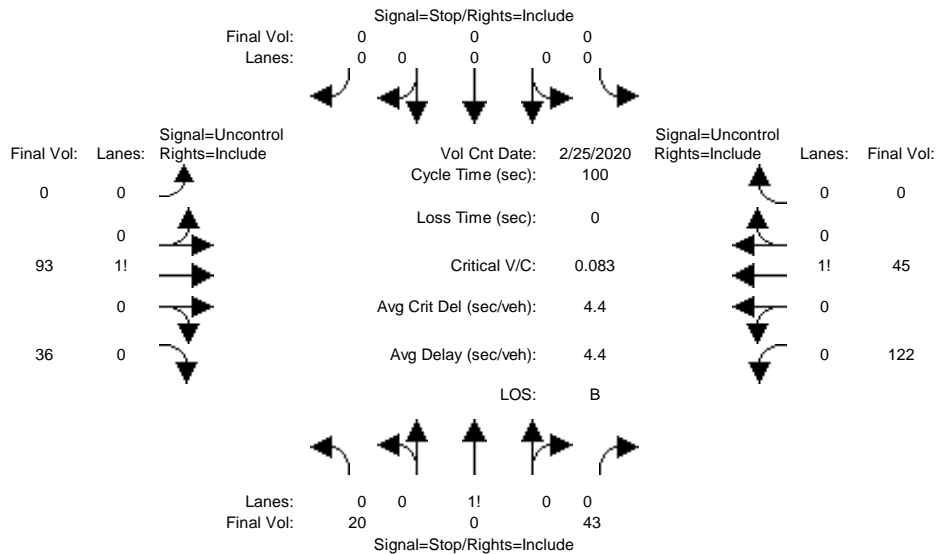 Signal=Stop/Rights=Include
Final Vol: 0 0 0
Lanes: 0 0 0 0 0
Signal=Uncontrol Signal=Uncontrol
Final Vol: Lanes: Rights=Include Vol Cnt Date: 2/25/2020 Rights=Include Lanes: Final Vol:
Cycle Time (sec): 100
0 0 0 0
Loss Time (sec): 0
0 0
93 1! Critical V/C: 0.083 1! 45
0 Avg Crit Del (sec/veh): 4.4 0
36 0 Avg Delay (sec/veh): 4.4 0 122
LOS: B
Lanes: 0 0 1! 0 0
Final Vol: 20 0 43
Signal=Stop/Rights=Include